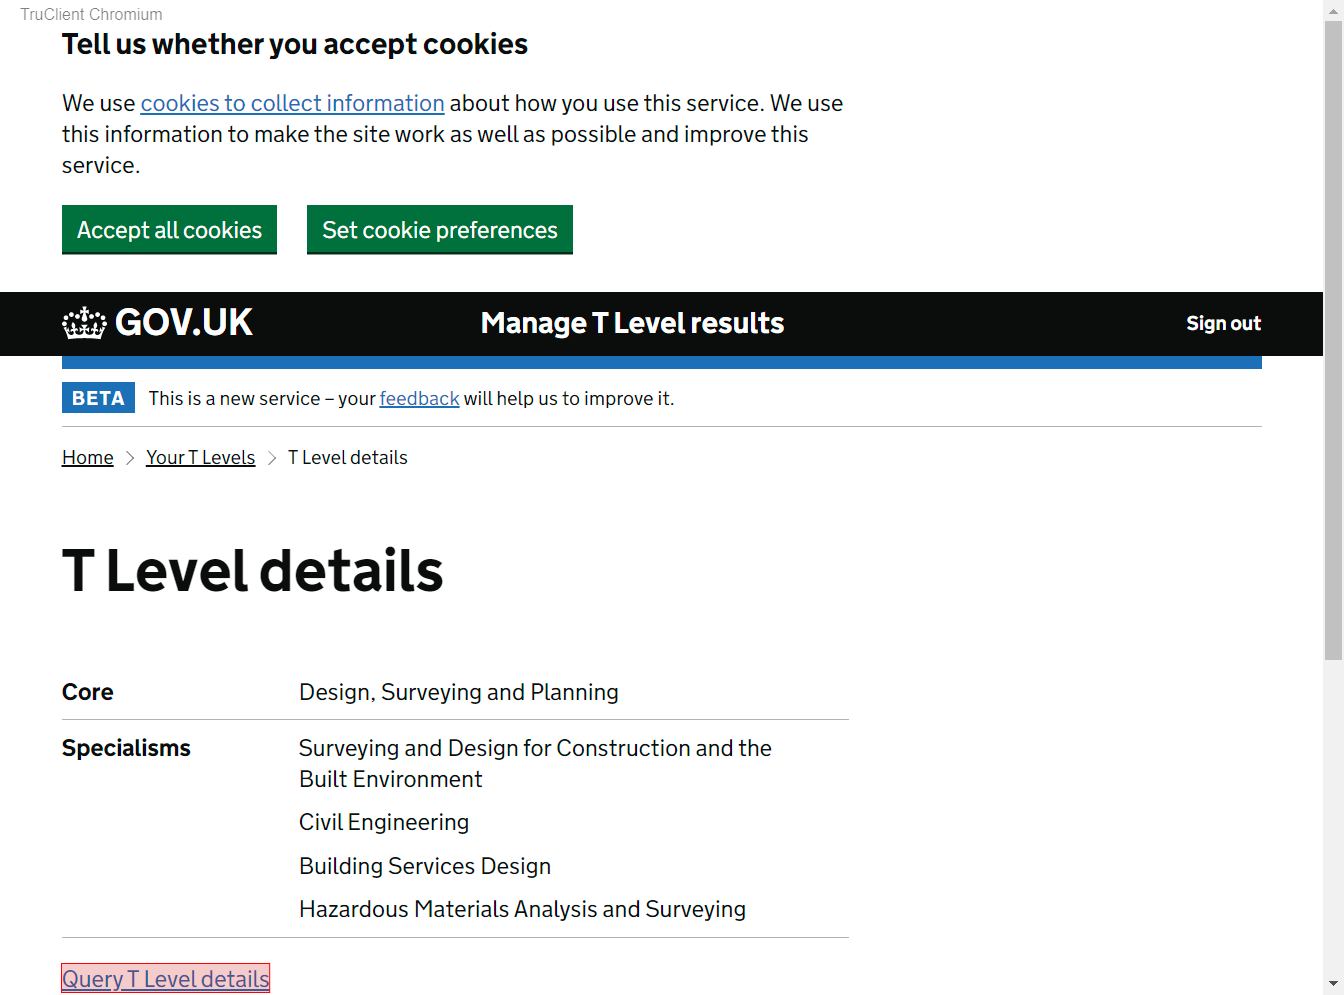 TruClient Chromium
Tell us whether you accept cookies
We use cookies to collect information about how you use this service. We use
this information to make the site work as well as possible and improve this
service.
Accept all cookies Set cookie preferences
GOV.UK Manage T Level results Sign out
BETA This is a new service – your feedback will help us to improve it.
Home Your T Levels T Level details
T Level details
Core Design, Surveying and Planning
Specialisms Surveying and Design for Construction and the
Built Environment
Civil Engineering
Building Services Design
Hazardous Materials Analysis and Surveying
Query T Level details